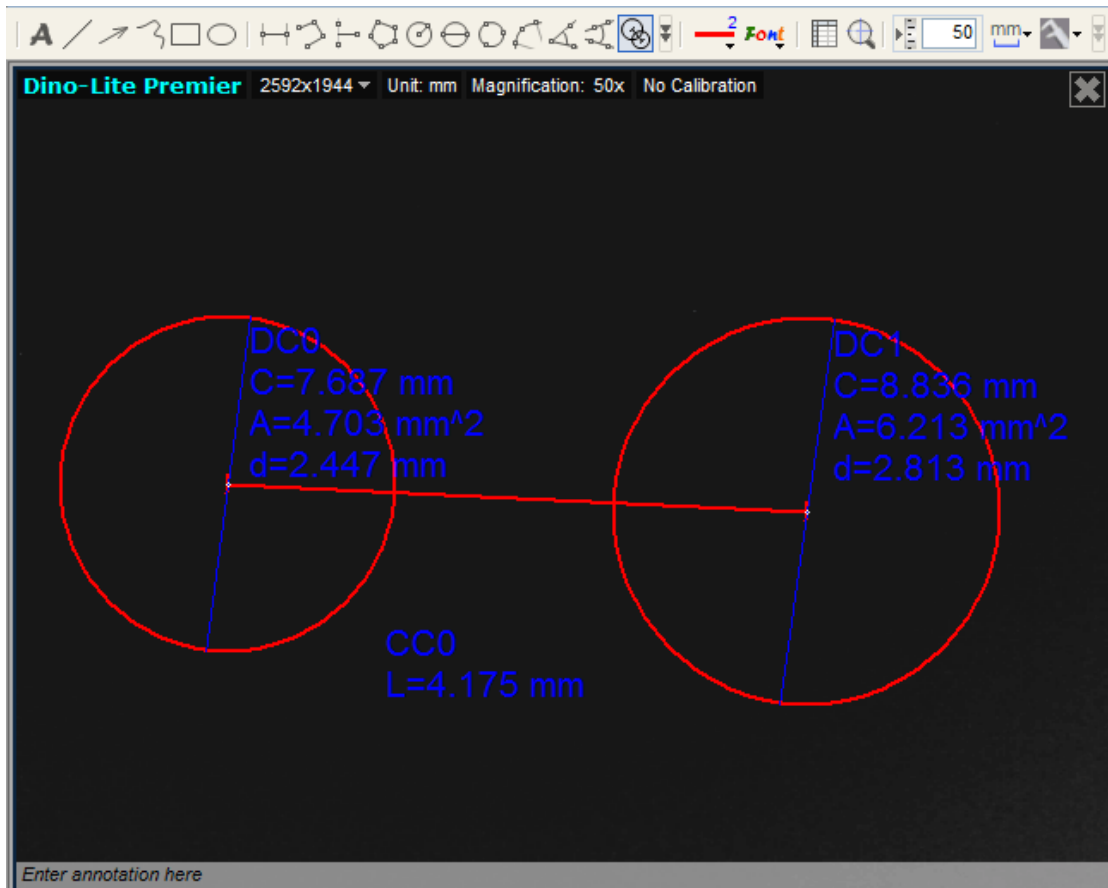 A
2
Font
50
mm
Dino-Lite Premier 2592x1944 Unit: mm Magnification: 50x No Calibration
DC0
C=7.687 mm
A=4.703 mm^2
d=2.447 mm
DC1
C=8.836 mm
A=6.213 mm^2
d=2.813 mm
CC0
L=4.175 mm
Enter annotation here